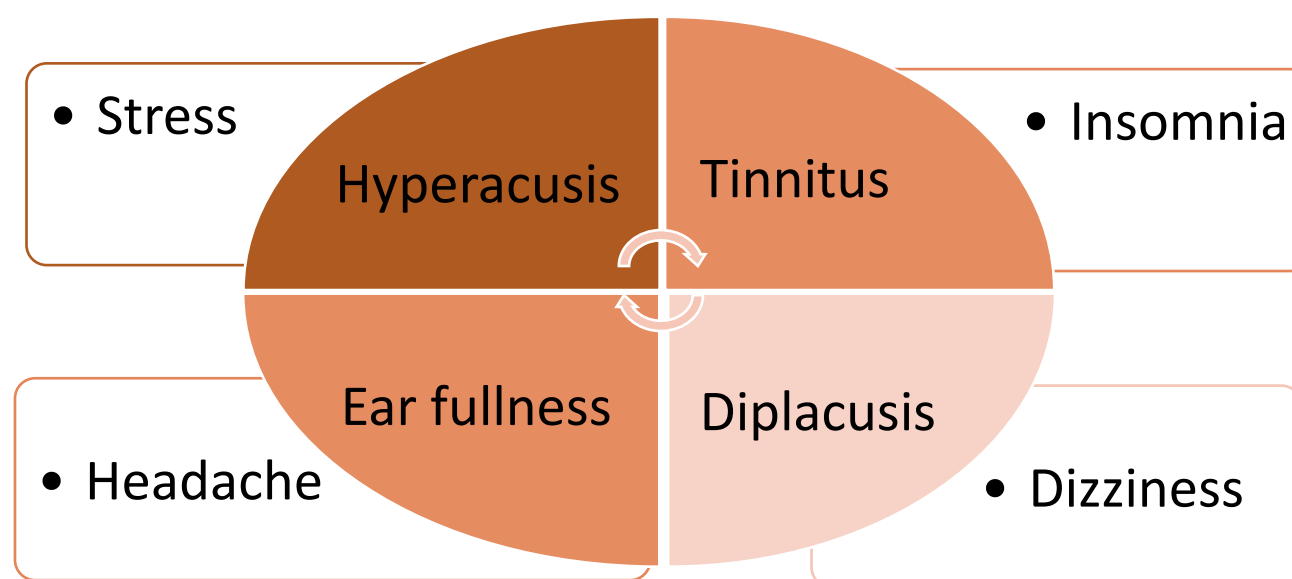 • Stress
• Insomnia
Hyperacusis
Tinnitus
Ear fullness
Diplacusis
• Headache
• Dizziness